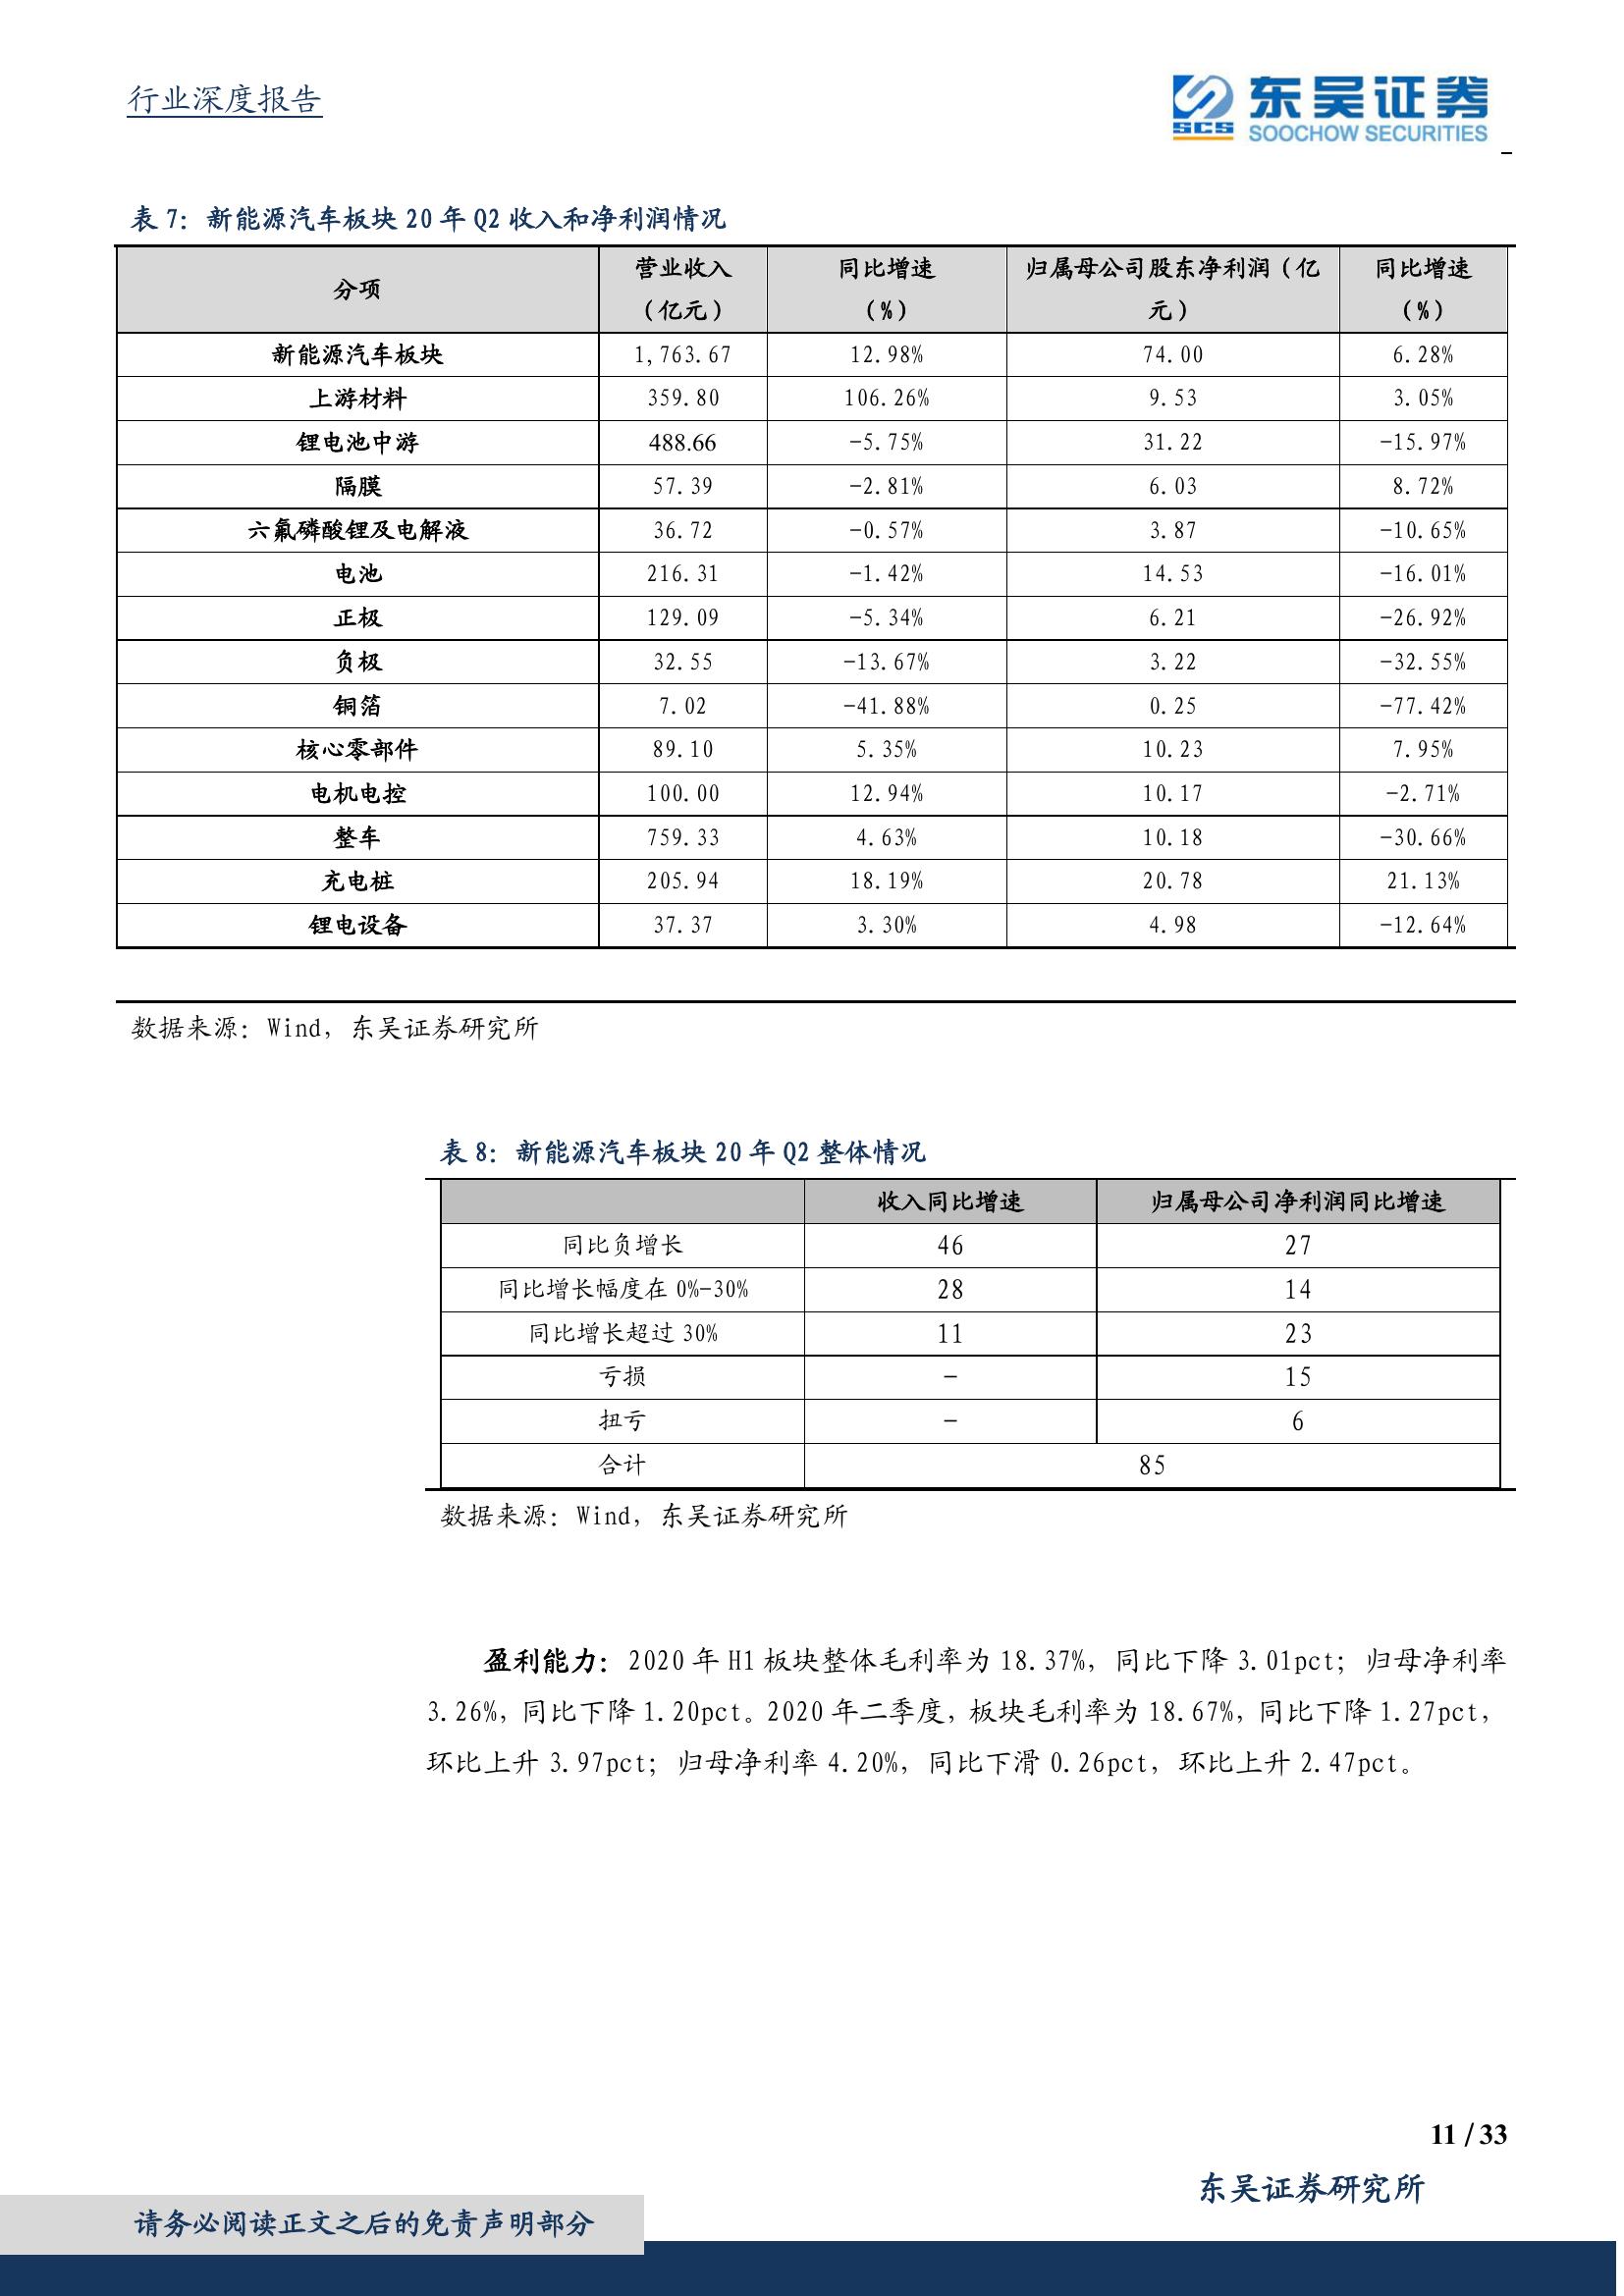 行业深度报告
SCS 东吴证券
SOOCHOW SECURITIES
表 7：新能源汽车板块 20 年 Q2 收入和净利润情况
分项 营业收入（亿元） 同比增速（%） 归属母公司股东净利润（亿元） 同比增速（%）
新能源汽车板块 1,763.67 12.98% 74.00 6.28%
上游材料 359.80 106.26% 9.53 3.05%
锂电池中游 488.66 -5.75% 31.22 -15.97%
隔膜 57.39 -2.81% 6.03 8.72%
六氟磷酸锂及电解液 36.72 -0.57% 3.87 -10.65%
电池 216.31 -1.42% 14.53 -16.01%
正极 129.09 -5.34% 6.21 -26.92%
负极 32.55 -13.67% 3.22 -32.55%
铜箔 7.02 -41.88% 0.25 -77.42%
核心零部件 89.10 5.35% 10.23 7.95%
电机电控 100.00 12.94% 10.17 -2.71%
整车 759.33 4.63% 10.18 -30.66%
充电桩 205.94 18.19% 20.78 21.13%
锂电设备 37.37 3.30% 4.98 -12.64%
数据来源：Wind，东吴证券研究所
表 8：新能源汽车板块 20 年 Q2 整体情况
收入同比增速 归属母公司净利润同比增速
同比负增长 46 27
同比增长幅度在 0%-30% 28 14
同比增长超过 30% 11 23
亏损 - 15
扭亏 - 6
合计 85
数据来源：Wind，东吴证券研究所
盈利能力：2020 年 H1 板块整体毛利率为 18.37%，同比下降 3.01pct；归母净利率
3.26%，同比下降 1.20pct。2020 年二季度，板块毛利率为 18.67%，同比下降 1.27pct，
环比上升 3.97pct；归母净利率 4.20%，同比下滑 0.26pct，环比上升 2.47pct。
11 / 33
东吴证券研究所
请务必阅读正文之后的免责声明部分